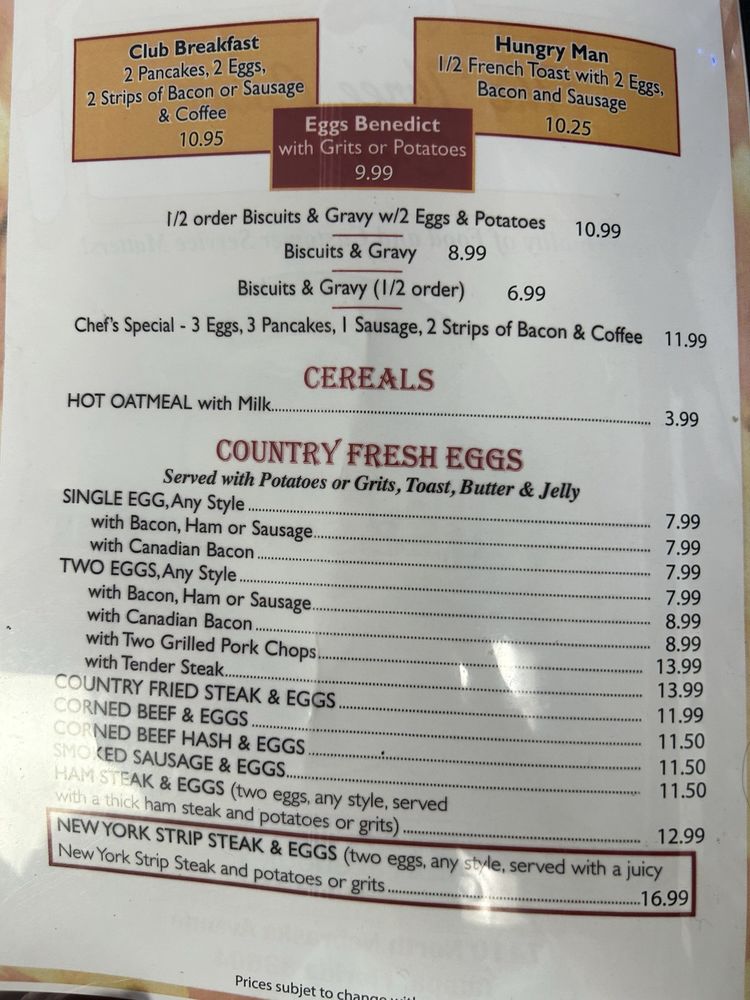 Club Breakfast
2 Pancakes, 2 Eggs,
2 Strips of Bacon or Sausage
& Coffee
10.95
Hungry Man
1/2 French Toast with 2 Eggs,
Bacon and Sausage
10.25
Eggs Benedict
with Grits or Potatoes
9.99
1/2 order Biscuits & Gravy w/2 Eggs & Potatoes 10.99
Biscuits & Gravy 8.99
Biscuits & Gravy (1/2 order) 6.99
Chef's Special - 3 Eggs, 3 Pancakes, 1 Sausage, 2 Strips of Bacon & Coffee 11.99
CEREALS
HOT OATMEAL with Milk 3.99
COUNTRY FRESH EGGS
Served with Potatoes or Grits, Toast, Butter & Jelly
SINGLE EGG, Any Style 7.99
with Bacon, Ham or Sausage 7.99
with Canadian Bacon 7.99
TWO EGGS, Any Style 7.99
with Bacon, Ham or Sausage 8.99
with Canadian Bacon 8.99
with Two Grilled Pork Chops 13.99
with Tender Steak 13.99
COUNTRY FRIED STEAK & EGGS 11.99
CORNED BEEF & EGGS 11.50
CORNED BEEF HASH & EGGS 11.50
SMOKED SAUSAGE & EGGS 11.50
HAM STEAK & EGGS (two eggs, any style, served
with a thick ham steak and potatoes or grits) 12.99
NEW YORK STRIP STEAK & EGGS (two eggs, any style, served with a juicy
New York Strip Steak and potatoes or grits 16.99
Prices subjet to change